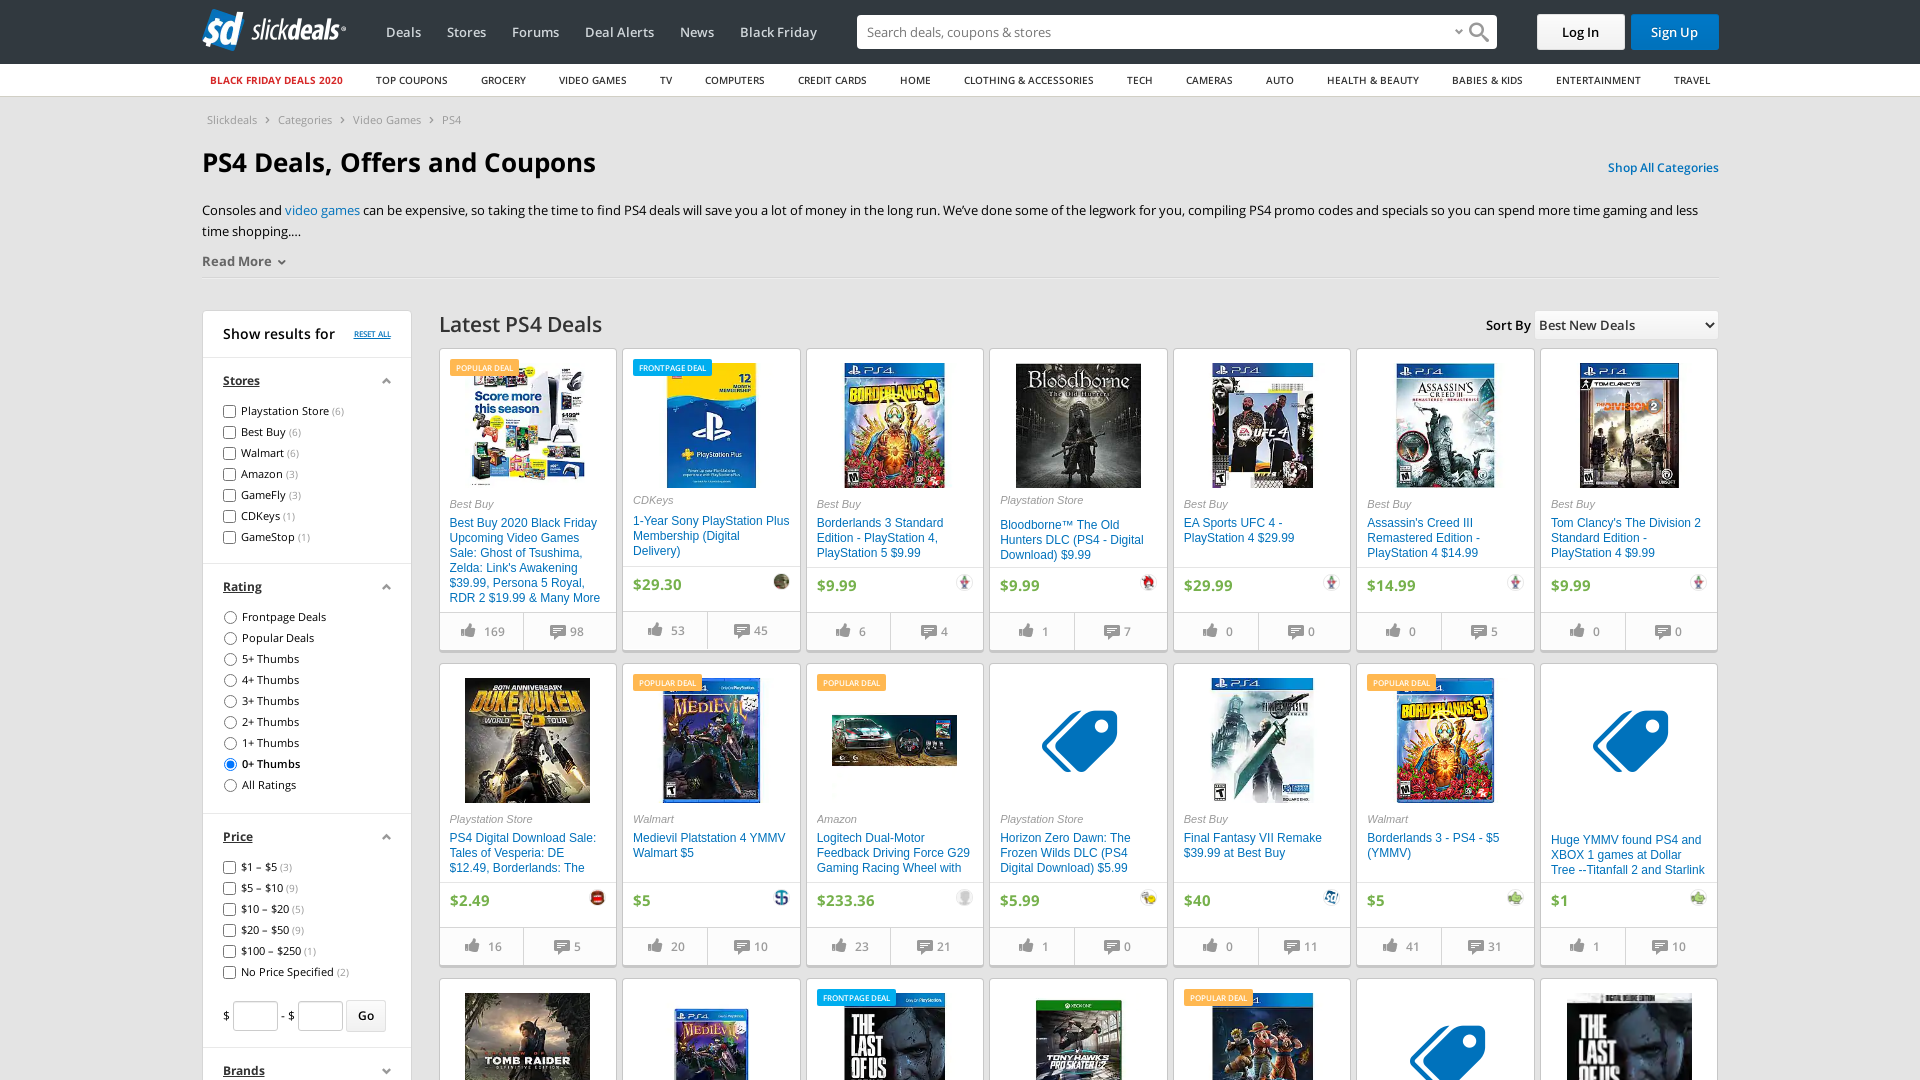 slickdeals
Deals
Stores
Forums
Deal Alerts
News
Black Friday
Search deals, coupons & stores
Log In
Sign Up
BLACK FRIDAY DEALS 2020
TOP COUPONS
GROCERY
VIDEO GAMES
TV
COMPUTERS
CREDIT CARDS
HOME
CLOTHING & ACCESSORIES
TECH
CAMERAS
AUTO
HEALTH & BEAUTY
BABIES & KIDS
ENTERTAINMENT
TRAVEL
Slickdeals > Categories > Video Games > PS4
PS4 Deals, Offers and Coupons
Shop All Categories
Consoles and video games can be expensive, so taking the time to find PS4 deals will save you a lot of money in the long run. We've done some of the legwork for you, compiling PS4 promo codes and specials so you can spend more time gaming and less
time shopping....
Read More
Show results for
RESET ALL
Stores
Playstation Store (6)
Best Buy (6)
Walmart (6)
Amazon (3)
GameFly (3)
CDKeys (1)
GameStop (1)
Rating
Frontpage Deals
Popular Deals
5+ Thumbs
4+ Thumbs
3+ Thumbs
2+ Thumbs
1+ Thumbs
0+ Thumbs
All Ratings
Price
$1 – $5 (3)
$5 – $10 (9)
$10 – $20 (5)
$20 – $50 (9)
$100 – $250 (1)
No Price Specified (2)
$ - $ Go
Brands
Latest PS4 Deals
Sort By Best New Deals
POPULAR DEAL
Score more
this season
Best Buy
Best Buy 2020 Black Friday
Upcoming Video Games
Sale: Ghost of Tsushima,
Zelda: Link's Awakening
$39.99, Persona 5 Royal,
RDR 2 $19.99 & Many More
169
98
FRONTPAGE DEAL
12
MONTH
MEMBERSHIP
PlayStation Plus
CDKeys
1-Year Sony PlayStation Plus
Membership (Digital
Delivery)
$29.30
53
45
PS4
BORDERLANDS 3
Best Buy
Borderlands 3 Standard
Edition - PlayStation 4,
PlayStation 5 $9.99
$9.99
6
4
Bloodborne
The Old Hunters
Playstation Store
Bloodborne™ The Old
Hunters DLC (PS4 - Digital
Download) $9.99
$9.99
1
7
PS4
UFC 4
Best Buy
EA Sports UFC 4 -
PlayStation 4 $29.99
$29.99
0
0
PS4
ASSASSIN'S
CREED III
REMASTERED
Best Buy
Assassin's Creed III
Remastered Edition -
PlayStation 4 $14.99
$14.99
0
5
PS4
TOM CLANCY'S
THE DIVISION 2
Best Buy
Tom Clancy's The Division 2
Standard Edition -
PlayStation 4 $9.99
$9.99
0
0
20TH ANNIVERSARY
DUKE NUKEM
3D
WORLD TOUR
Playstation Store
PS4 Digital Download Sale:
Tales of Vesperia: DE
$12.49, Borderlands: The
$2.49
16
5
POPULAR DEAL
MEDIEVIL
Walmart
Medievil Platstation 4 YMMV
Walmart $5
$5
20
10
POPULAR DEAL
Amazon
Logitech Dual-Motor
Feedback Driving Force G29
Gaming Racing Wheel with
$233.36
23
21
Playstation Store
Horizon Zero Dawn: The
Frozen Wilds DLC (PS4
Digital Download) $5.99
$5.99
1
0
PS4
FINAL FANTASY VII
REMAKE
Best Buy
Final Fantasy VII Remake
$39.99 at Best Buy
$40
0
11
POPULAR DEAL
BORDERLANDS 3
Walmart
Borderlands 3 - PS4 - $5
(YMMV)
$5
41
31
Huge YMMV found PS4 and
XBOX 1 games at Dollar
Tree --Titanfall 2 and Starlink
$1
1
10
TOMB RAIDER
DEFINITIVE EDITION
PS4
MEDIEVIL
FRONTPAGE DEAL
THE
LAST
OF US
XBOX ONE
TONY HAWK'S
PRO SKATER 1+2
POPULAR DEAL
DIGITAL DELUXE EDITION
THE
LAST
OF US